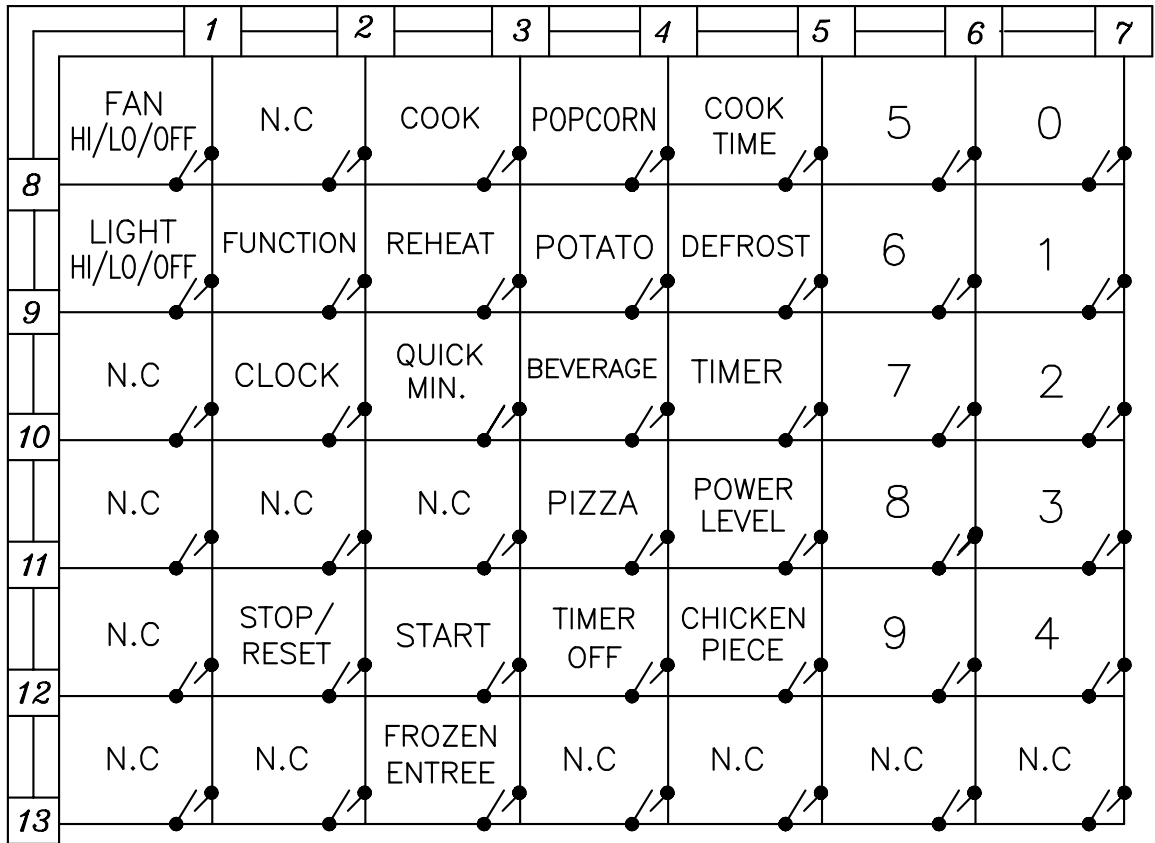 1 2 3 4 5 6 7
FAN
HI/LO/OFF
N.C
COOK
POPCORN
COOK
TIME
5
0
8
LIGHT
HI/LO/OFF
FUNCTION
REHEAT
POTATO
DEFROST
6
1
9
N.C
CLOCK
QUICK
MIN.
BEVERAGE
TIMER
7
2
10
N.C
N.C
N.C
PIZZA
POWER
LEVEL
8
3
11
N.C
STOP/
RESET
START
TIMER
OFF
CHICKEN
PIECE
9
4
12
N.C
N.C
FROZEN
ENTREE
N.C
N.C
N.C
N.C
13